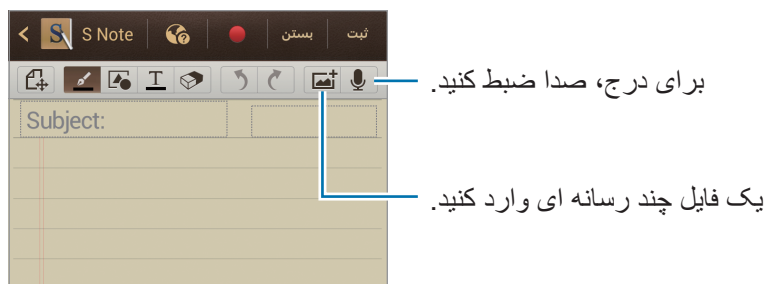 S Note بستن ثبت
برای درج، صدا ضبط کنید.
Subject:
یک فایل چند رسانه ای وارد کنید.